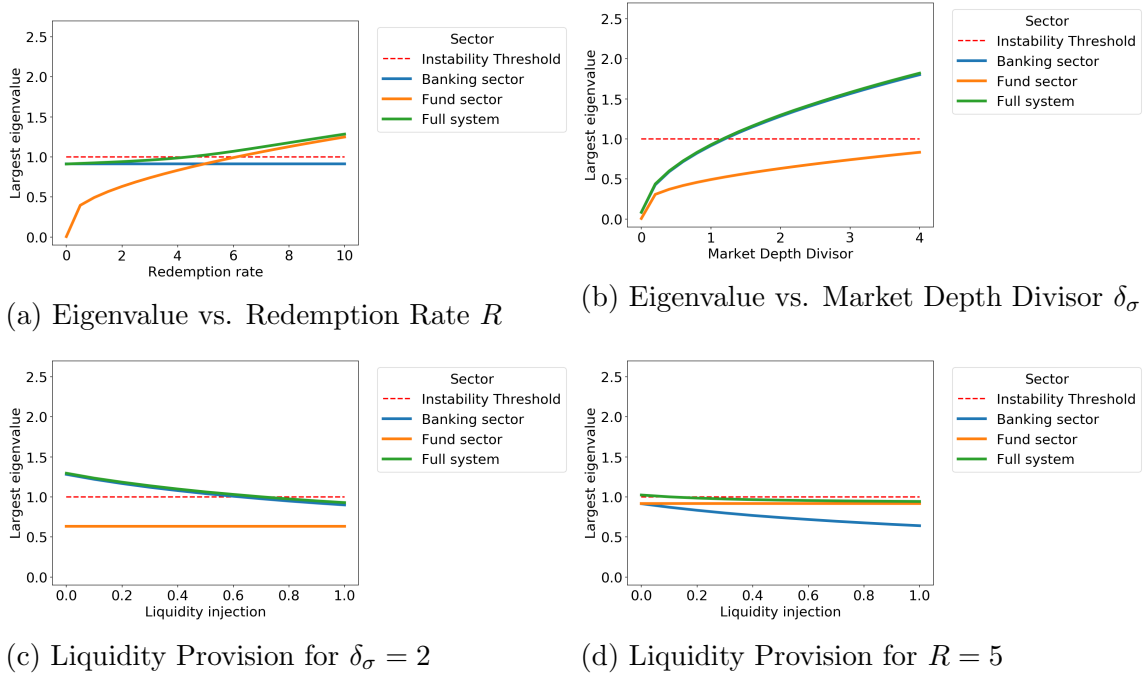 2.5
2.0
1.5
1.0
0.5
0.0
Largest eigenvalue
0 2 4 6 8 10
Redemption rate
Sector
Instability Threshold
Banking sector
Fund sector
Full system
(a) Eigenvalue vs. Redemption Rate R
2.5
2.0
1.5
1.0
0.5
0.0
Largest eigenvalue
0 1 2 3 4
Market Depth Divisor
Sector
Instability Threshold
Banking sector
Fund sector
Full system
(b) Eigenvalue vs. Market Depth Divisor δσ
2.5
2.0
1.5
1.0
0.5
0.0
Largest eigenvalue
0.0 0.2 0.4 0.6 0.8 1.0
Liquidity injection
Sector
Instability Threshold
Banking sector
Fund sector
Full system
(c) Liquidity Provision for δσ = 2
2.5
2.0
1.5
1.0
0.5
0.0
Largest eigenvalue
0.0 0.2 0.4 0.6 0.8 1.0
Liquidity injection
Sector
Instability Threshold
Banking sector
Fund sector
Full system
(d) Liquidity Provision for R = 5